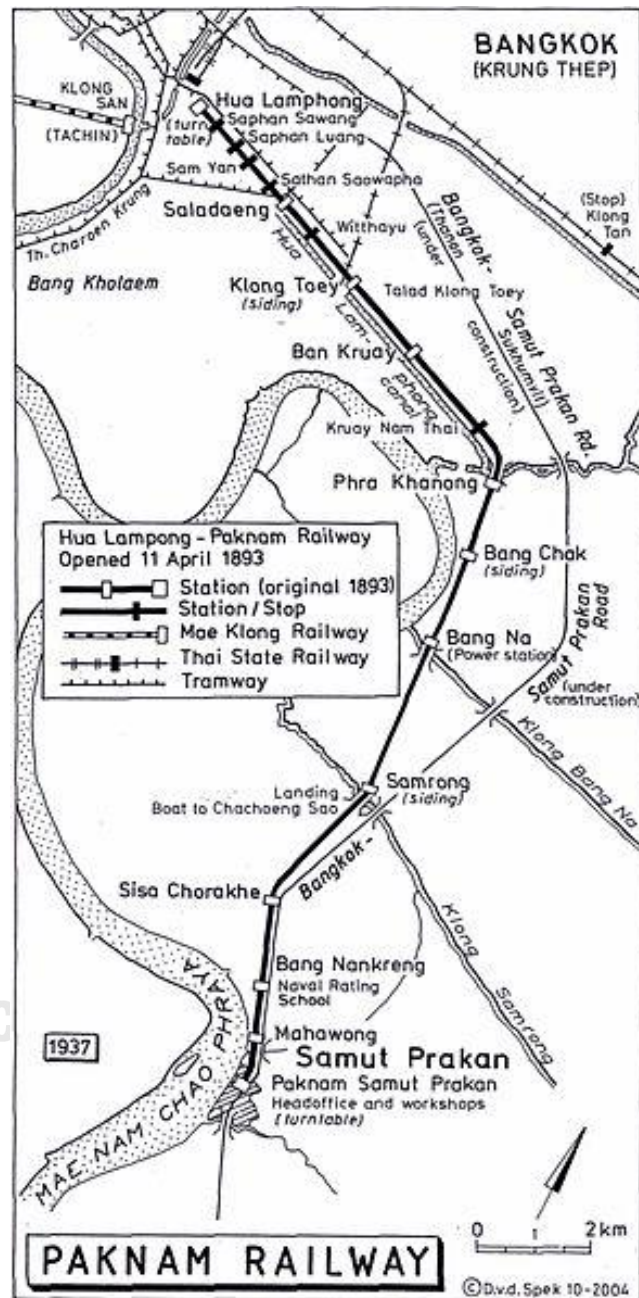 BANGKOK
(KRUNG THEP)
KLONG
SAN
(TACHIN)
Hua Lamphong
(turn
table)
Saphan Sawang
Saphan Luang
Sam Yan
Sathan Saowapha
Saladaeng
Th. Charoen Krung
Witthayu
(Stop)
Klong
Tan
Bang Kholaem
Hua Lam-phong canal
Klong Toey
(siding)
Talad Klong Toey
Bangkok-Samut Prakan Rd.
(Thanon Sukhumvit)
(under construction)
Ban Kruay
Kruay Nam Thai
Phra Khanong
Hua Lampong - Paknam Railway
Opened 11 April 1893
Station (original 1893)
Station / Stop
Mae Klong Railway
Thai State Railway
Tramway
Bang Chak
(siding)
Bang Na
(Power station)
Bangkok-Samut Prakan Road
(under
construction)
Klong Bang Na
Landing
Boat to Chachoeng Sao
Samrong
(siding)
Sisa Chorakhe
Klong Samrong
Bang Nankreng
Naval Rating
School
Mahawong
1937
Samut Prakan
Paknam Samut Prakan
Headoffice and workshops
(turntable)
MAE NAM CHAO PHRAYA
0 1 2 km
PAKNAM RAILWAY
© D.v.d. Spek 10-2004